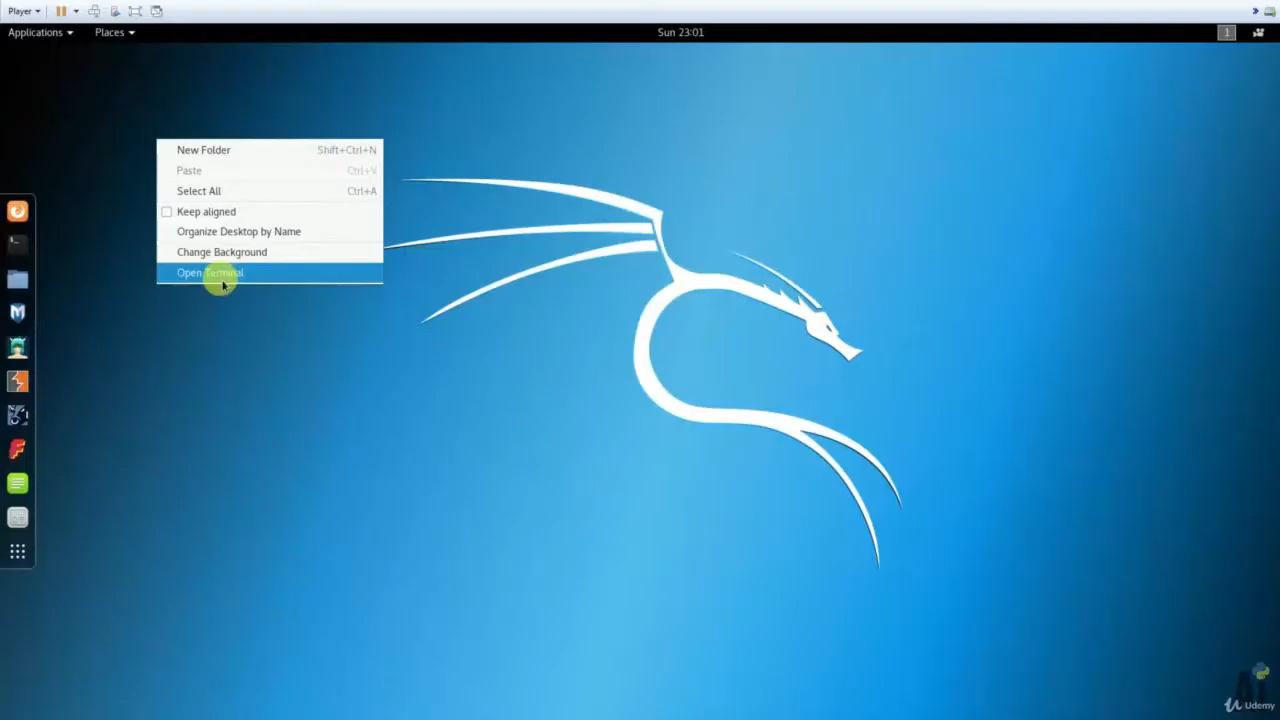 Player
Applications Places Sun 23:01 1
New Folder Shift+Ctrl+N
Paste Ctrl+V
Select All Ctrl+A
Keep aligned
Organize Desktop by Name
Change Background
Open Terminal
Udemy